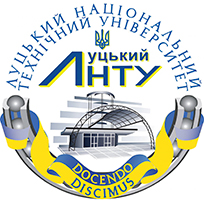 ЛУЦЬКИЙ НАЦІОНАЛЬНИЙ
ТЕХНІЧНИЙ УНІВЕРСИТЕТ
ЛУЦЬКИЙ
ЛНТУ
DOCENDO
DISCIMUS